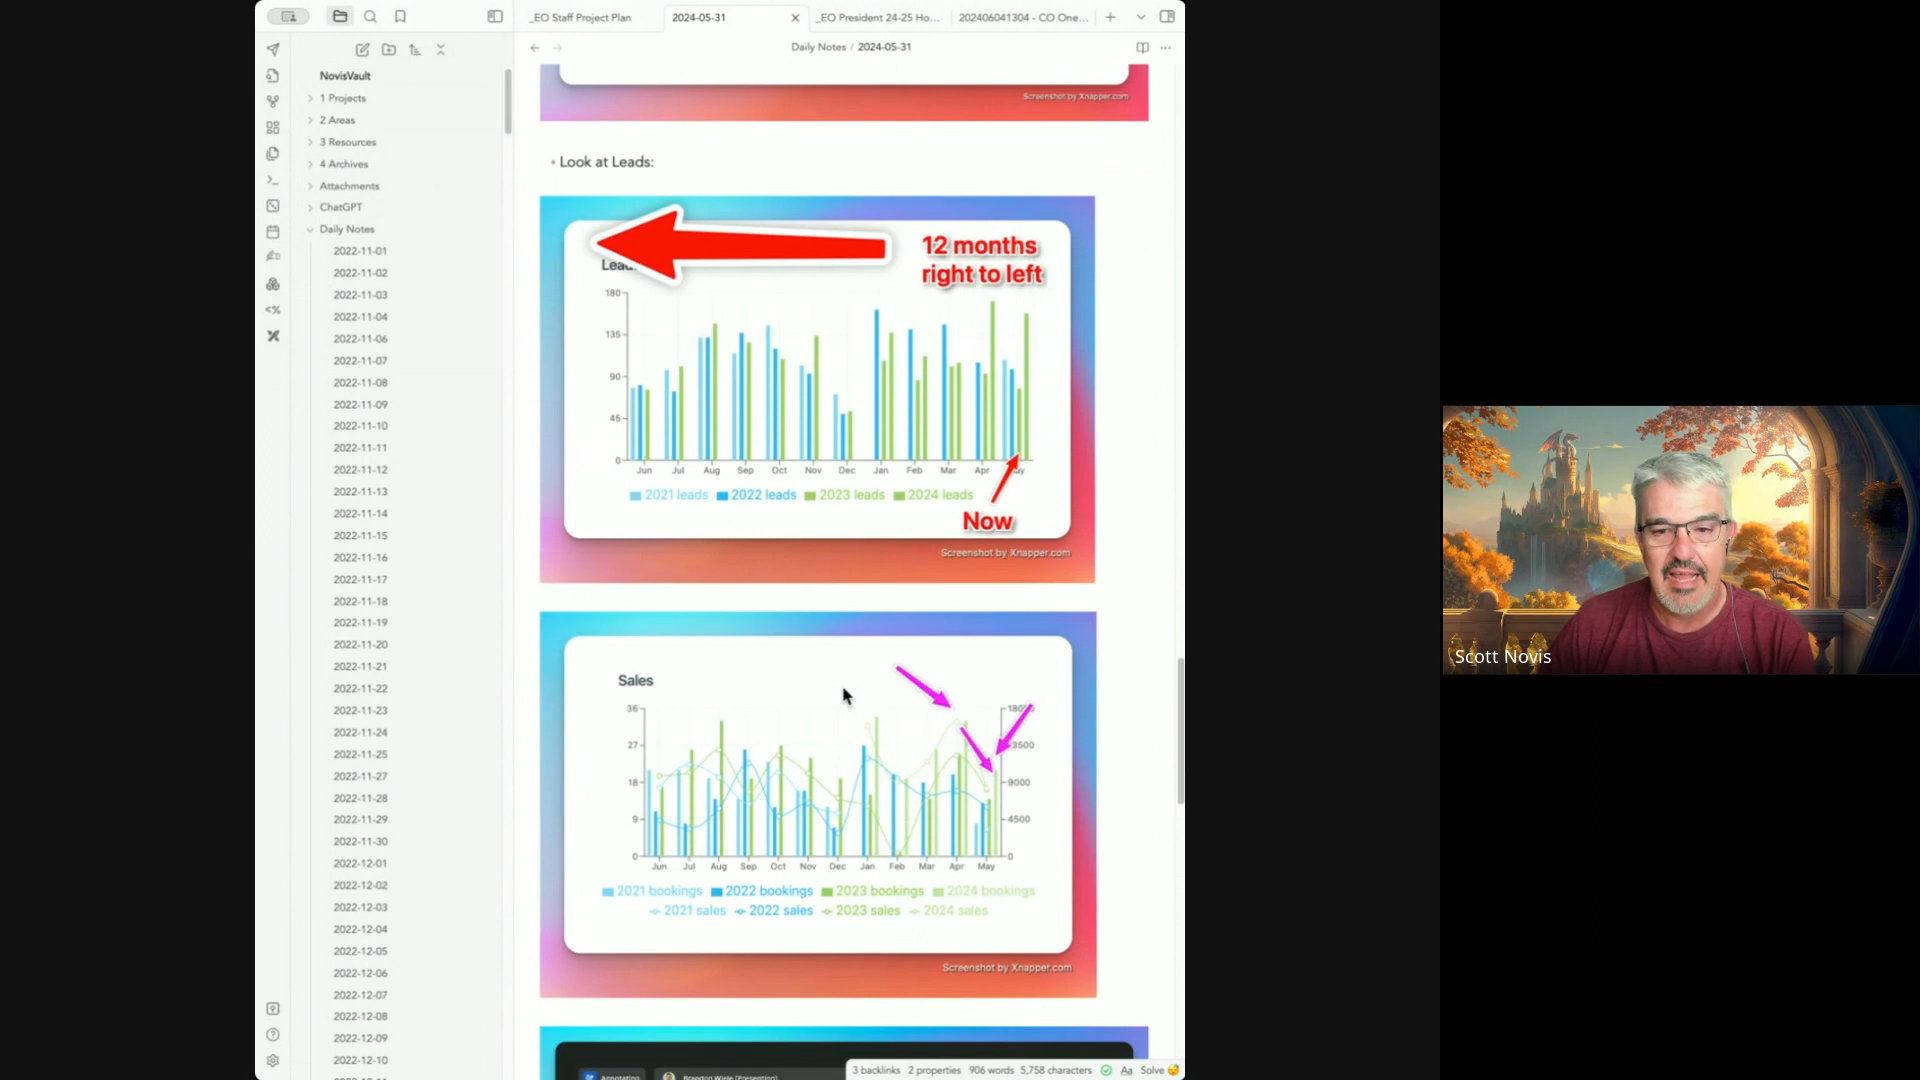 _EO Staff Project Plan
2024-05-31
_EO President 24-25 Ho...
202406041304 - CO One...
Daily Notes / 2024-05-31
NovisVault
1 Projects
2 Areas
3 Resources
4 Archives
Attachments
ChatGPT
Daily Notes
2022-11-01
2022-11-02
2022-11-03
2022-11-04
2022-11-06
2022-11-07
2022-11-08
2022-11-09
2022-11-10
2022-11-11
2022-11-12
2022-11-13
2022-11-14
2022-11-15
2022-11-16
2022-11-17
2022-11-18
2022-11-19
2022-11-20
2022-11-21
2022-11-22
2022-11-23
2022-11-24
2022-11-25
2022-11-27
2022-11-28
2022-11-29
2022-11-30
2022-12-01
2022-12-02
2022-12-03
2022-12-04
2022-12-05
2022-12-06
2022-12-07
2022-12-08
2022-12-09
2022-12-10
Screenshot by Xnapper.com
• Look at Leads:
12 months
right to left
180
135
90
45
0
Jun Jul Aug Sep Oct Nov Dec Jan Feb Mar Apr
2021 leads 2022 leads 2023 leads 2024 leads
Now
Screenshot by Xnapper.com
Sales
36
27
18
9
0
13500
9000
4500
0
Jun Jul Aug Sep Oct Nov Dec Jan Feb Mar Apr May
2021 bookings 2022 bookings 2023 bookings 2024 bookings
2021 sales 2022 sales 2023 sales 2024 sales
Screenshot by Xnapper.com
Annotating
Brandon Wiele (Presenting)
3 backlinks 2 properties 906 words 5,758 characters Aa Solve
Scott Novis